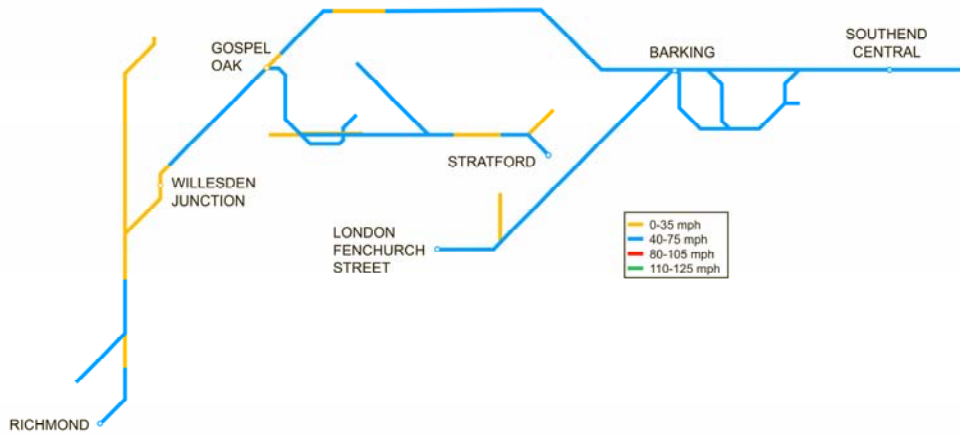 GOSPEL
OAK
BARKING
SOUTHEND
CENTRAL
STRATFORD
WILLESDEN
JUNCTION
LONDON
FENCHURCH
STREET
0-35 mph
40-75 mph
80-105 mph
110-125 mph
RICHMOND